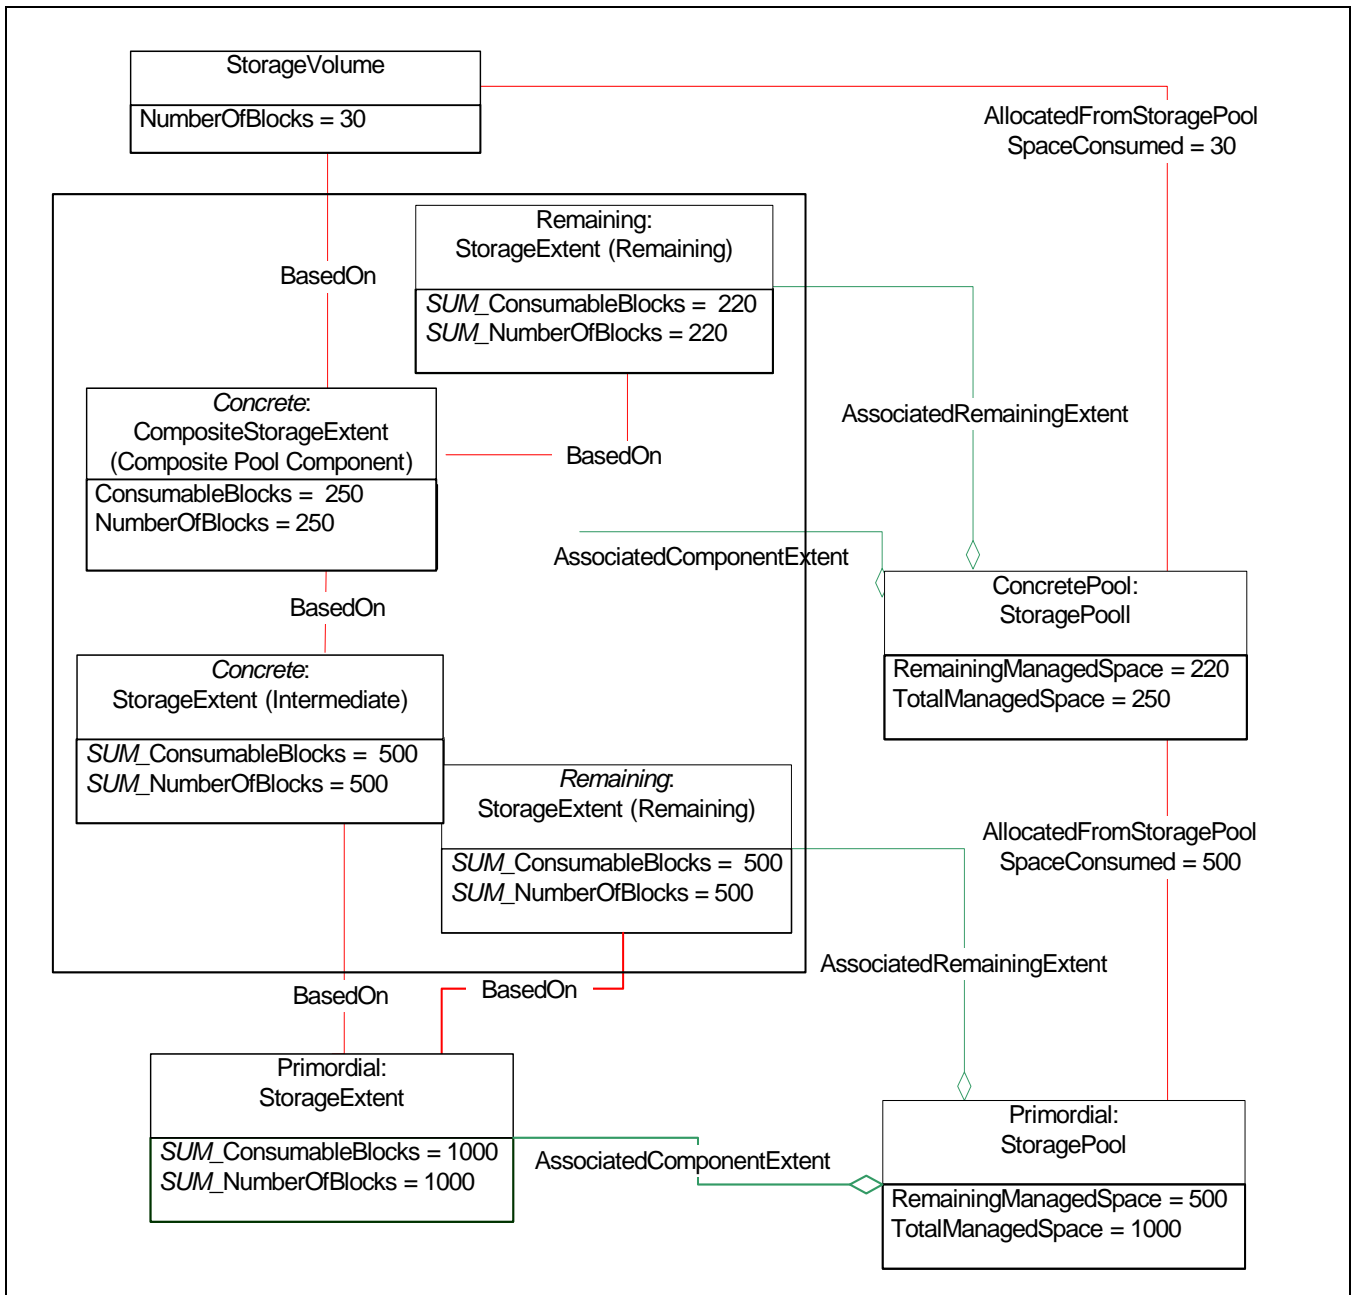 StorageVolume
NumberOfBlocks = 30
AllocatedFromStoragePool
SpaceConsumed = 30
BasedOn
Remaining:
StorageExtent (Remaining)
SUM_ConsumableBlocks = 220
SUM_NumberOfBlocks = 220
Concrete:
CompositeStorageExtent
(Composite Pool Component)
ConsumableBlocks = 250
NumberOfBlocks = 250
BasedOn
AssociatedRemainingExtent
AssociatedComponentExtent
BasedOn
ConcretePool:
StoragePoolI
RemainingManagedSpace = 220
TotalManagedSpace = 250
Concrete:
StorageExtent (Intermediate)
SUM_ConsumableBlocks = 500
SUM_NumberOfBlocks = 500
Remaining:
StorageExtent (Remaining)
SUM_ConsumableBlocks = 500
SUM_NumberOfBlocks = 500
AllocatedFromStoragePool
SpaceConsumed = 500
AssociatedRemainingExtent
BasedOn
BasedOn
Primordial:
StorageExtent
SUM_ConsumableBlocks = 1000
SUM_NumberOfBlocks = 1000
AssociatedComponentExtent
Primordial:
StoragePool
RemainingManagedSpace = 500
TotalManagedSpace = 1000